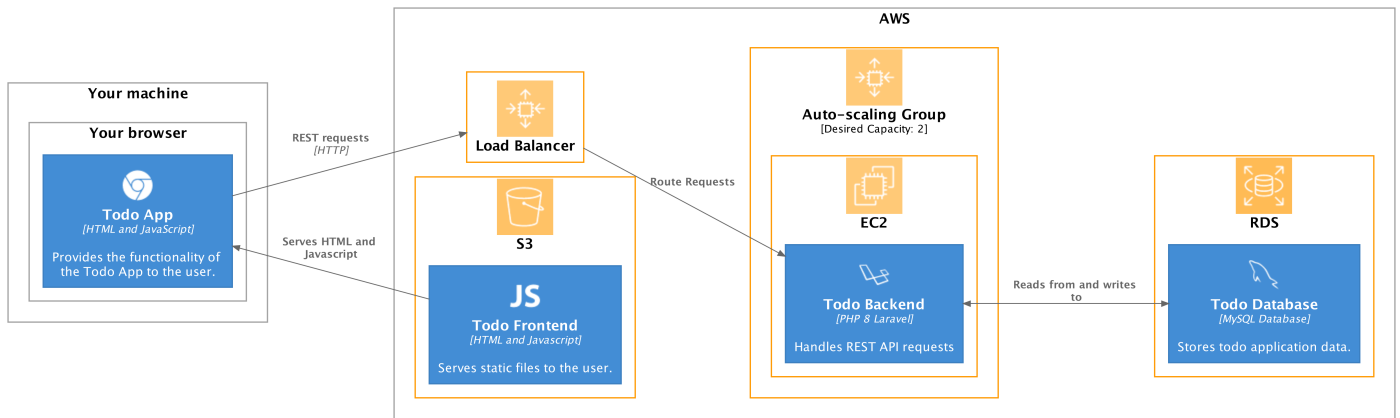 AWS
Your machine
Your browser
Todo App
[HTML and JavaScript]
Provides the functionality of
the Todo App to the user.
REST requests
[HTTP]
Serves HTML and
Javascript
Load Balancer
S3
JS
Todo Frontend
[HTML and Javascript]
Serves static files to the user.
Route Requests
Auto-scaling Group
[Desired Capacity: 2]
EC2
Todo Backend
[PHP 8 Laravel]
Handles REST API requests
Reads from and writes
to
RDS
Todo Database
[MySQL Database]
Stores todo application data.